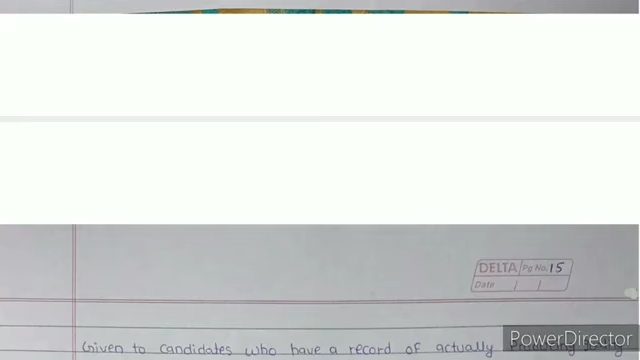 DELTA Pg No. 15
Date / /
PowerDirector
Given to candidates who have a record of actually